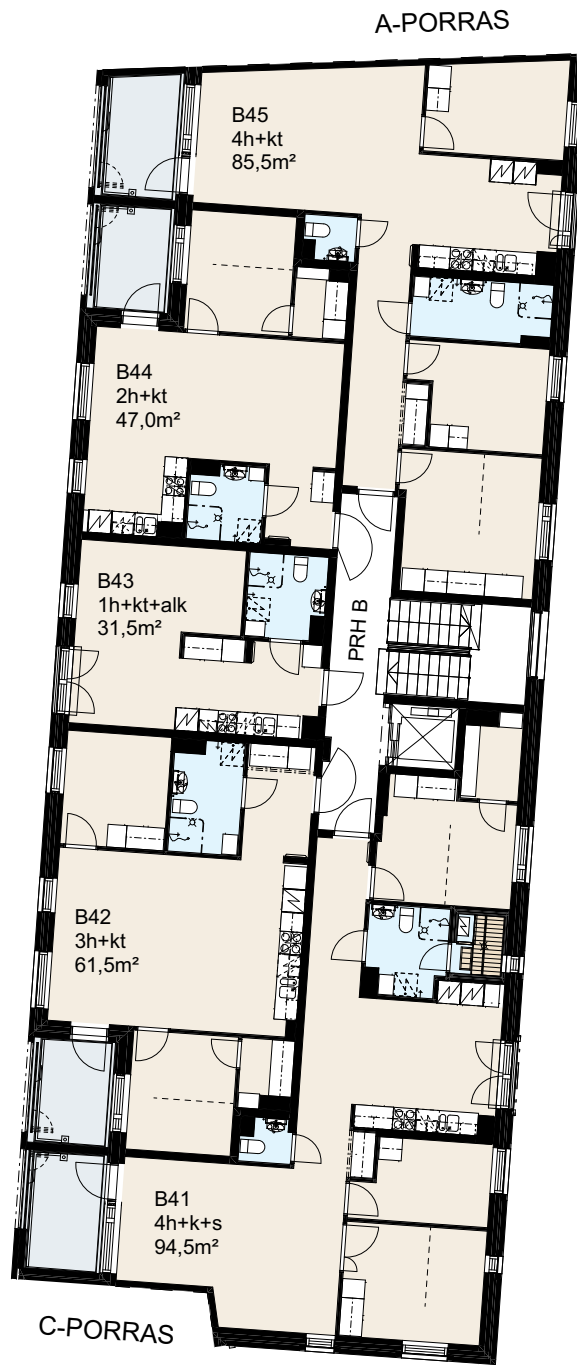 A-PORRAS
B45
4h+kt
85,5m²
B44
2h+kt
47,0m²
B43
1h+kt+alk
31,5m²
PRH B
B42
3h+kt
61,5m²
B41
4h+k+s
94,5m²
C-PORRAS